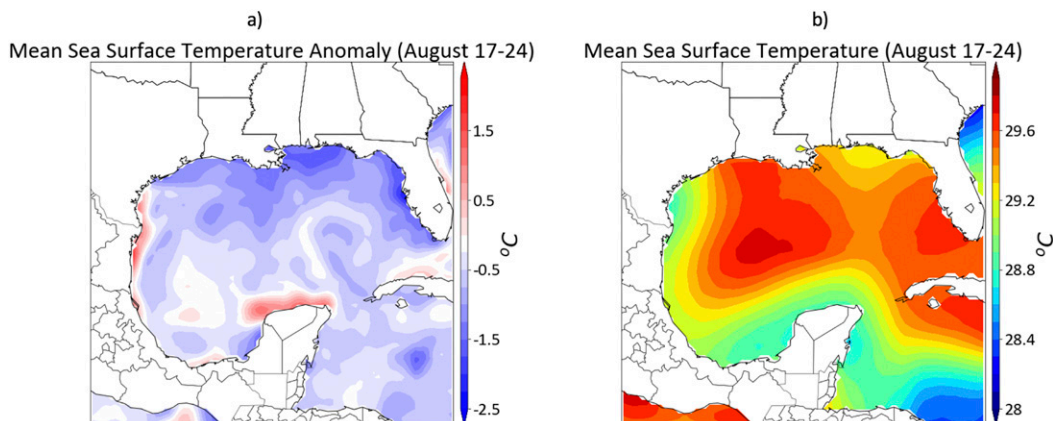 a)
Mean Sea Surface Temperature Anomaly (August 17-24)
1.5
0.5
-0.5
-1.5
-2.5
°C
b)
Mean Sea Surface Temperature (August 17-24)
29.6
29.2
28.8
28.4
28
°C